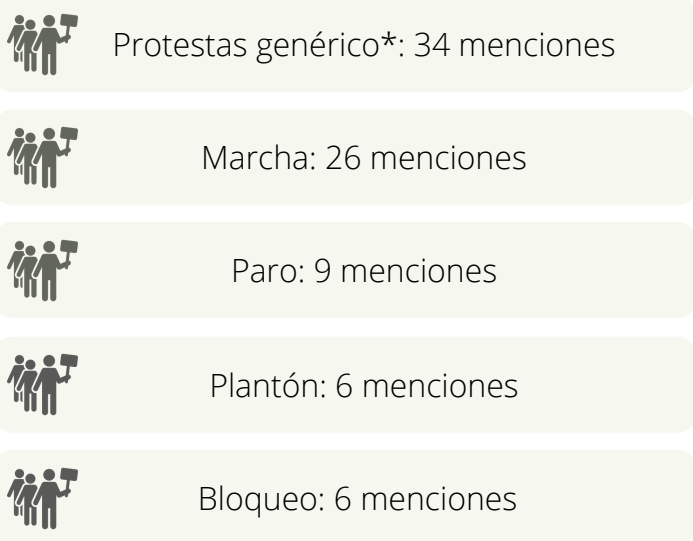 Protestas genérico*: 34 menciones
Marcha: 26 menciones
Paro: 9 menciones
Plantón: 6 menciones
Bloqueo: 6 menciones